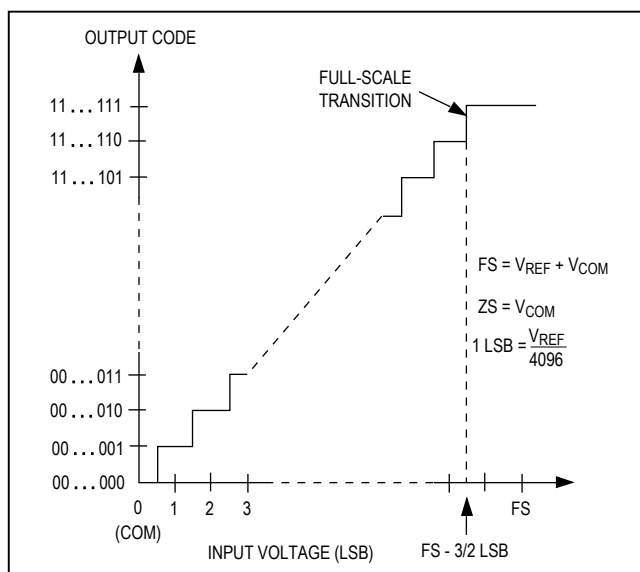 OUTPUT CODE
FULL-SCALE
TRANSITION
11...111
11...110
11...101
FS = VREF + VCOM
ZS = VCOM
1 LSB = VREF
4096
00...011
00...010
00...001
00...000
0 1 2 3 FS
(COM)
INPUT VOLTAGE (LSB)
FS - 3/2 LSB